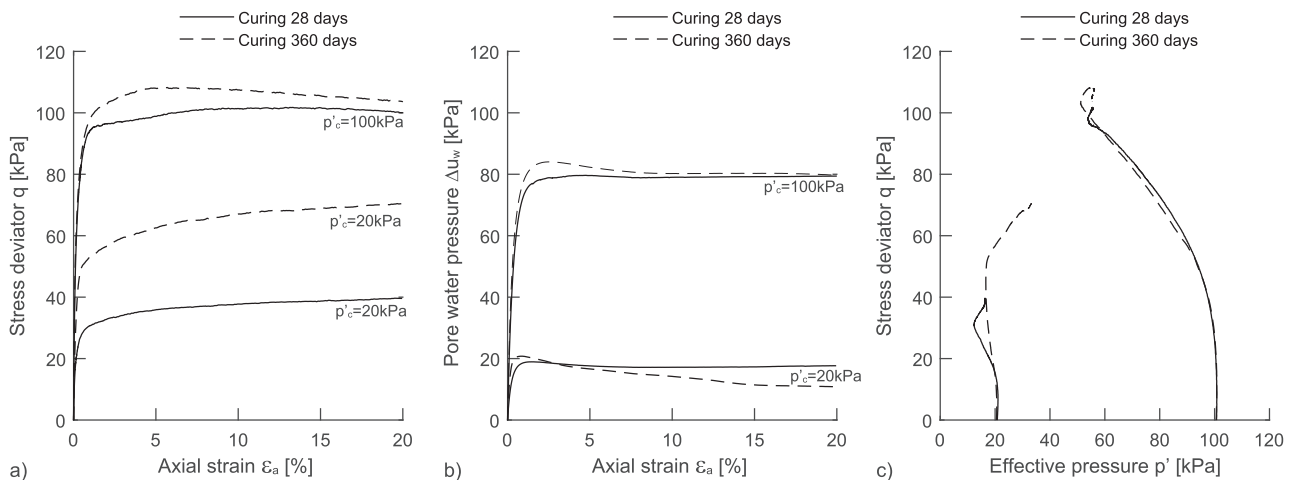 Curing 28 days
Curing 360 days
120
100
80
60
40
20
0
Stress deviator q [kPa]
p'c=100kPa
p'c=20kPa
p'c=20kPa
0 5 10 15 20
Axial strain εa [%]
a)
Curing 28 days
Curing 360 days
120
100
80
60
40
20
0
Pore water pressure Δuw [kPa]
p'c=100kPa
p'c=20kPa
0 5 10 15 20
Axial strain εa [%]
b)
Curing 28 days
Curing 360 days
120
100
80
60
40
20
0
Stress deviator q [kPa]
0 20 40 60 80 100 120
Effective pressure p' [kPa]
c)